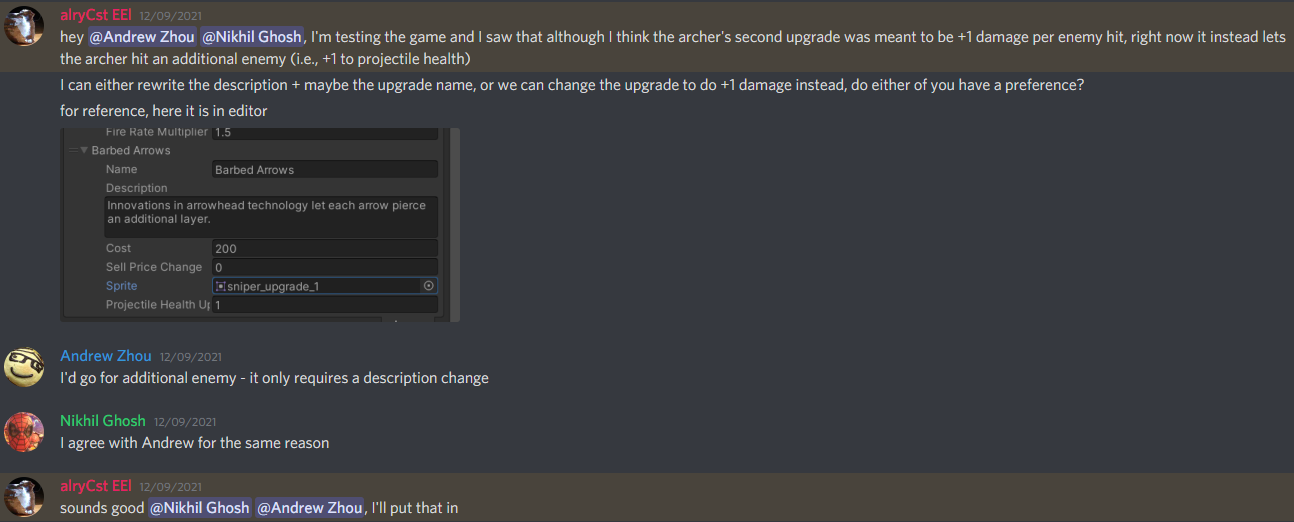 alryCst EEl 12/09/2021
hey @Andrew Zhou @Nikhil Ghosh, I'm testing the game and I saw that although I think the archer's second upgrade was meant to be +1 damage per enemy hit, right now it instead lets
the archer hit an additional enemy (i.e., +1 to projectile health)
I can either rewrite the description + maybe the upgrade name, or we can change the upgrade to do +1 damage instead, do either of you have a preference?
for reference, here it is in editor
Fire Rate Multiplier 1.5
Barbed Arrows
Name Barbed Arrows
Description
Innovations in arrowhead technology let each arrow pierce
an additional layer.
Cost 200
Sell Price Change 0
Sprite sniper_upgrade_1
Projectile Health Up 1
Andrew Zhou 12/09/2021
I'd go for additional enemy - it only requires a description change
Nikhil Ghosh 12/09/2021
I agree with Andrew for the same reason
alryCst EEl 12/09/2021
sounds good @Nikhil Ghosh @Andrew Zhou, I'll put that in